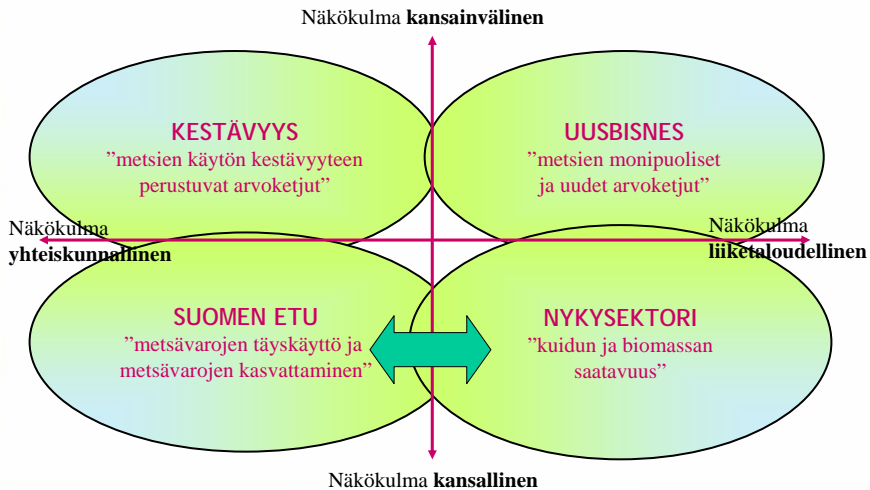 Näkökulma kansainvälinen
KESTÄVYYS
”metsien käytön kestävyyteen
perustuvat arvoketjut”
UUSBISNES
”metsien monipuoliset
ja uudet arvoketjut”
Näkökulma
yhteiskunnallinen
Näkökulma
liiketaloudellinen
SUOMEN ETU
”metsävarojen täyskäyttö ja
metsävarojen kasvattaminen”
NYKYSEKTORI
”kuidun ja biomassan
saatavuus”
Näkökulma kansallinen